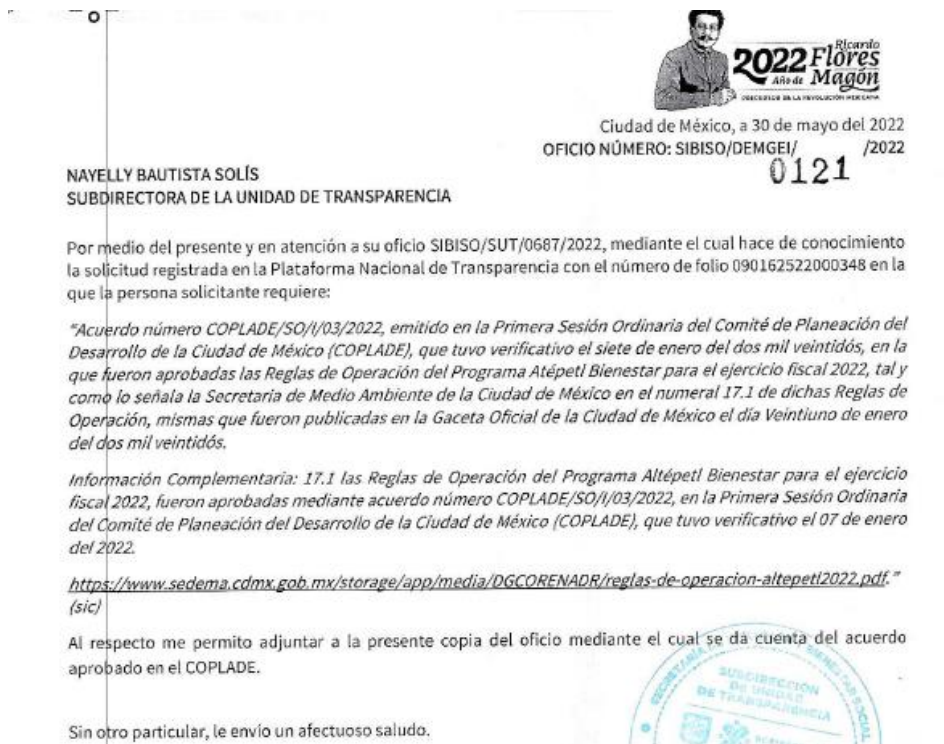 Ricardo
2022 Flores
Año de Magón
PRECURSOR DE LA REVOLUCIÓN MEXICANA
Ciudad de México, a 30 de mayo del 2022
OFICIO NÚMERO: SIBISO/DEMGEI/ /2022
0121
NAYELLY BAUTISTA SOLÍS
SUBDIRECTORA DE LA UNIDAD DE TRANSPARENCIA
Por medio del presente y en atención a su oficio SIBISO/SUT/0687/2022, mediante el cual hace de conocimiento
la solicitud registrada en la Plataforma Nacional de Transparencia con el número de folio 090162522000348 en la
que la persona solicitante requiere:
"Acuerdo número COPLADE/SO/I/03/2022, emitido en la Primera Sesión Ordinaria del Comité de Planeación del
Desarrollo de la Ciudad de México (COPLADE), que tuvo verificativo el siete de enero del dos mil veintidós, en la
que fueron aprobadas las Reglas de Operación del Programa Atépetl Bienestar para el ejercicio fiscal 2022, tal y
como lo señala la Secretaría de Medio Ambiente de la Ciudad de México en el numeral 17.1 de dichas Reglas de
Operación, mismas que fueron publicadas en la Gaceta Oficial de la Ciudad de México el día Veintiuno de enero
del dos mil veintidós.
Información Complementaria: 17.1 las Reglas de Operación del Programa Altépetl Bienestar para el ejercicio
fiscal 2022, fueron aprobadas mediante acuerdo número COPLADE/SO/I/03/2022, en la Primera Sesión Ordinaria
del Comité de Planeación del Desarrollo de la Ciudad de México (COPLADE), que tuvo verificativo el 07 de enero
del 2022.
https://www.sedema.cdmx.gob.mx/storage/app/media/DGCORENADR/reglas-de-operacion-altepetl2022.pdf."
(sic)
Al respecto me permito adjuntar a la presente copia del oficio mediante el cual se da cuenta del acuerdo
aprobado en el COPLADE.
SECRETARÍA BIENESTAR SOCIAL
SUBDIRECCIÓN
DE UNIDAD
DE TRANSPARENCIA
Sin otro particular, le envío un afectuoso saludo.